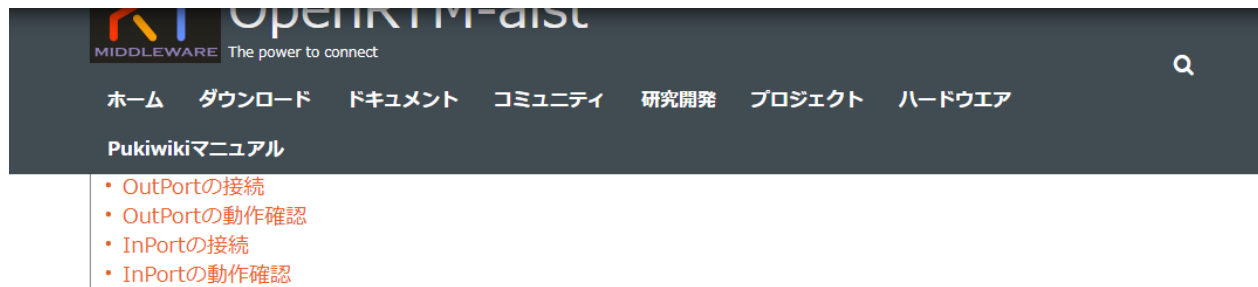 OpenRTM-aist
MIDDLEWARE The power to connect
ホーム ダウンロード ドキュメント コミュニティ 研究開発 プロジェクト ハードウエア
Pukiwikiマニュアル
• OutPortの接続
• OutPortの動作確認
• InPortの接続
• InPortの動作確認